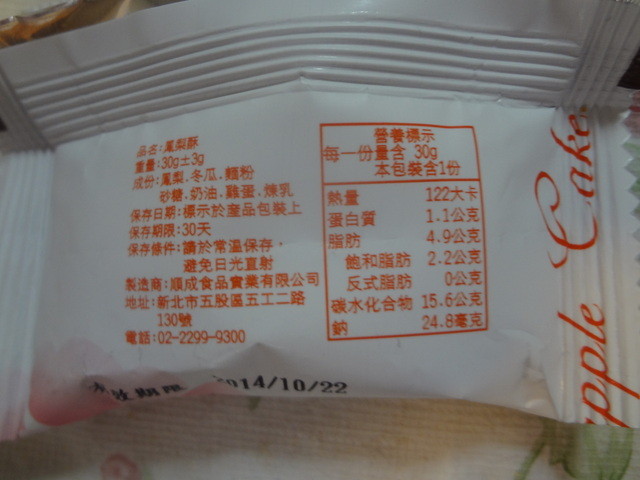 品名:鳳梨酥
重量:30g±3g
成份:鳳梨、冬瓜、麵粉
砂糖、奶油、雞蛋、煉乳
保存日期:標示於產品包裝上
保存期限:30天
保存條件:請於常溫保存，
避免日光直射
製造商:順成食品實業有限公司
地址:新北市五股區五工二路
130號
電話:02-2299-9300
營養標示
每一份量含 30g
本包裝含1份
熱量 122大卡
蛋白質 1.1公克
脂肪 4.9公克
飽和脂肪 2.2公克
反式脂肪 0公克
碳水化合物 15.6公克
鈉 24.8毫克
有效期限 2014/10/22
pple Cake